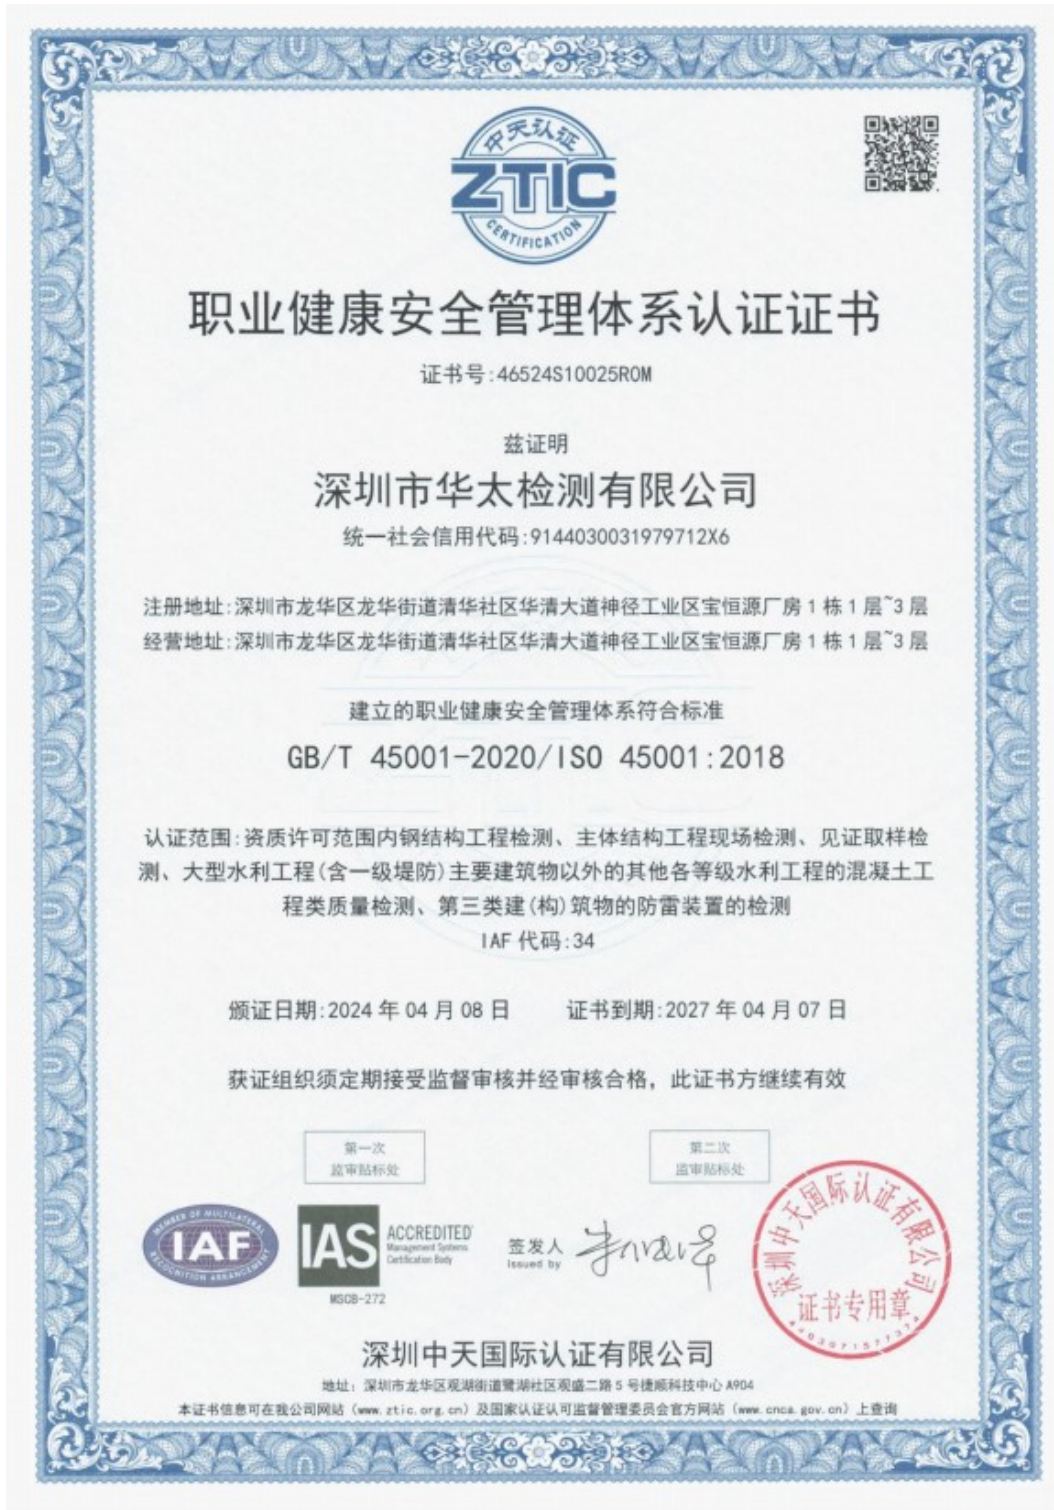 中天认证
ZTIC
CERTIFICATION
职业健康安全管理体系认证证书
证书号:46524S10025R0M
兹证明
深圳市华太检测有限公司
统一社会信用代码:9144030031979712X6
注册地址:深圳市龙华区龙华街道清华社区华清大道神径工业区宝恒源厂房1栋1层~3层
经营地址:深圳市龙华区龙华街道清华社区华清大道神径工业区宝恒源厂房1栋1层~3层
建立的职业健康安全管理体系符合标准
GB/T 45001-2020/ISO 45001:2018
认证范围:资质许可范围内钢结构工程检测、主体结构工程现场检测、见证取样检
测、大型水利工程(含一级堤防)主要建筑物以外的其他各等级水利工程的混凝土工
程类质量检测、第三类建(构)筑物的防雷装置的检测
IAF 代码:34
颁证日期:2024 年 04 月 08 日 证书到期:2027 年 04 月 07 日
获证组织须定期接受监督审核并经审核合格，此证书方继续有效
第一次
监审贴标处
第二次
监审贴标处
MEMBER OF MULTILATERAL
IAF
RECOGNITION ARRANGEMENT
IAS
ACCREDITED
Management Systems
Certification Body
MSCB-272
签发人
Issued by
深圳中天国际认证有限公司
证书专用章
深圳中天国际认证有限公司
地址：深圳市龙华区观湖街道鹭湖社区观盛二路5号捷顺科技中心 A904
本证书信息可在我公司网站（www.ztic.org.cn）及国家认证认可监督管理委员会官方网站（www.cnca.gov.cn）上查询